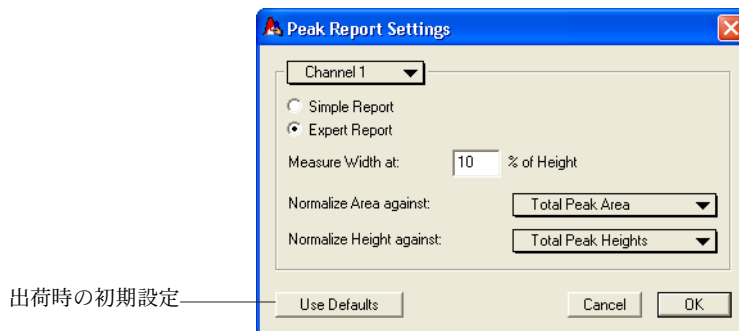 Peak Report Settings
Channel 1
Simple Report
Expert Report
Measure Width at: 10 % of Height
Normalize Area against: Total Peak Area
Normalize Height against: Total Peak Heights
出荷時の初期設定
Use Defaults Cancel OK